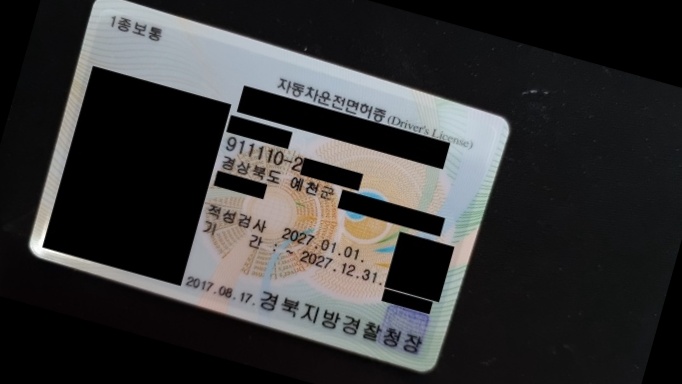 1종보통
자동차운전면허증 (Driver's License)
911110-2
경상북도 예천군
적성검사 2027.01.01.
기 간 : ~ 2027.12.31.
2017.08.17. 경북지방경찰청장